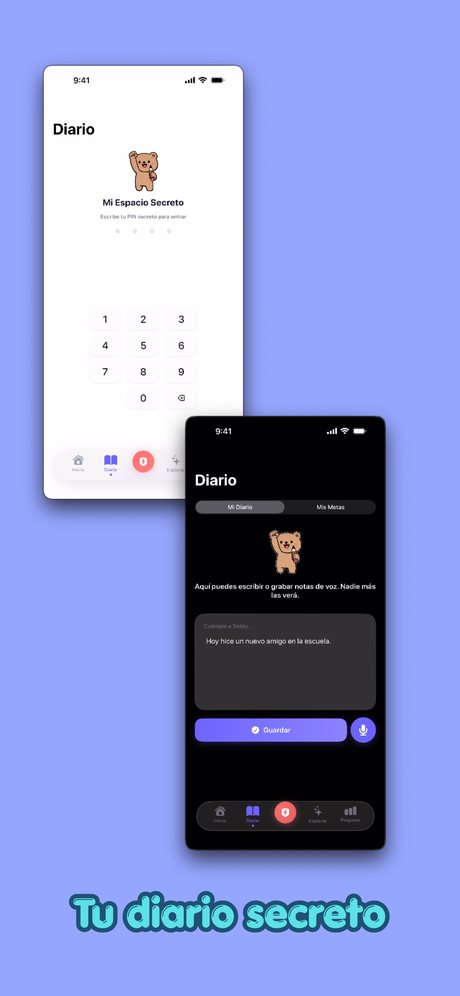 9:41
Diario
Mi Espacio Secreto
Escribe tu PIN secreto para entrar
1 2 3
4 5 6
7 8 9
0
Inicio Diario Explorar
9:41
Diario
Mi Diario Mis Metas
Aquí puedes escribir o grabar notas de voz. Nadie más
las verá.
Cuéntale a Teddy...
Hoy hice un nuevo amigo en la escuela.
Guardar
Inicio Diario Explorar Progreso
Tu diario secreto